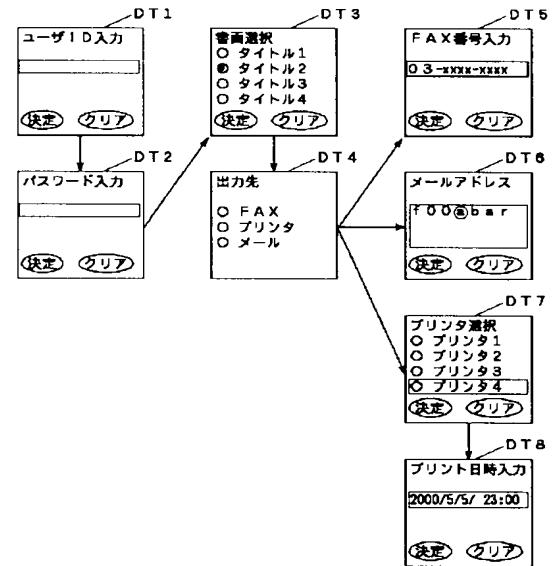 DT1
ユーザID入力
決定 クリア
DT2
パスワード入力
決定 クリア
DT3
書画選択
タイトル1
タイトル2
タイトル3
タイトル4
決定 クリア
DT4
出力先
FAX
プリンタ
メール
DT5
FAX番号入力
03-xxxx-xxxx
決定 クリア
DT6
メールアドレス
f00@bar
決定 クリア
DT7
プリンタ選択
プリンタ1
プリンタ2
プリンタ3
プリンタ4
決定 クリア
DT8
プリント日時入力
2000/5/5/ 23:00
決定 クリア